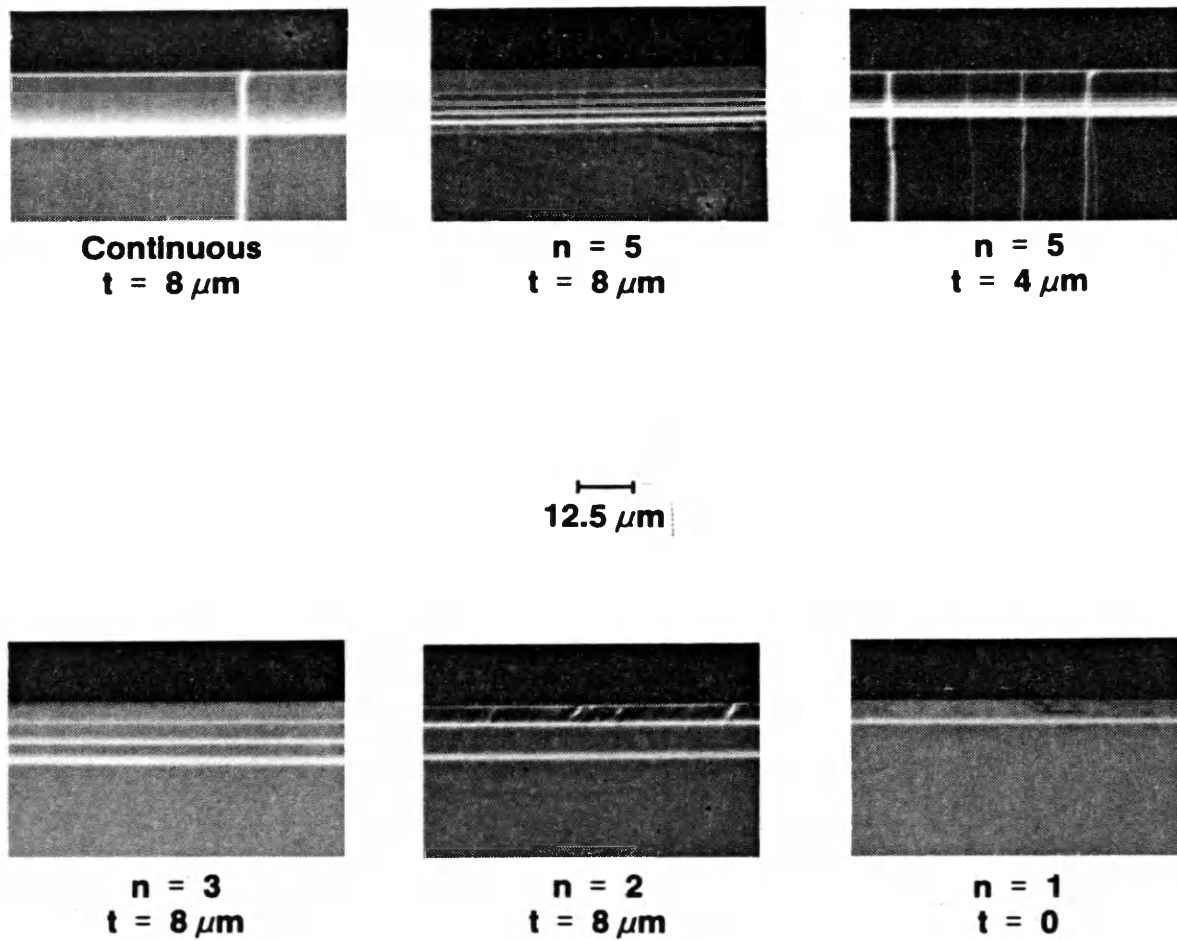 Continuous
t = 8 μm
n = 5
t = 8 μm
n = 5
t = 4 μm
12.5 μm
n = 3
t = 8 μm
n = 2
t = 8 μm
n = 1
t = 0